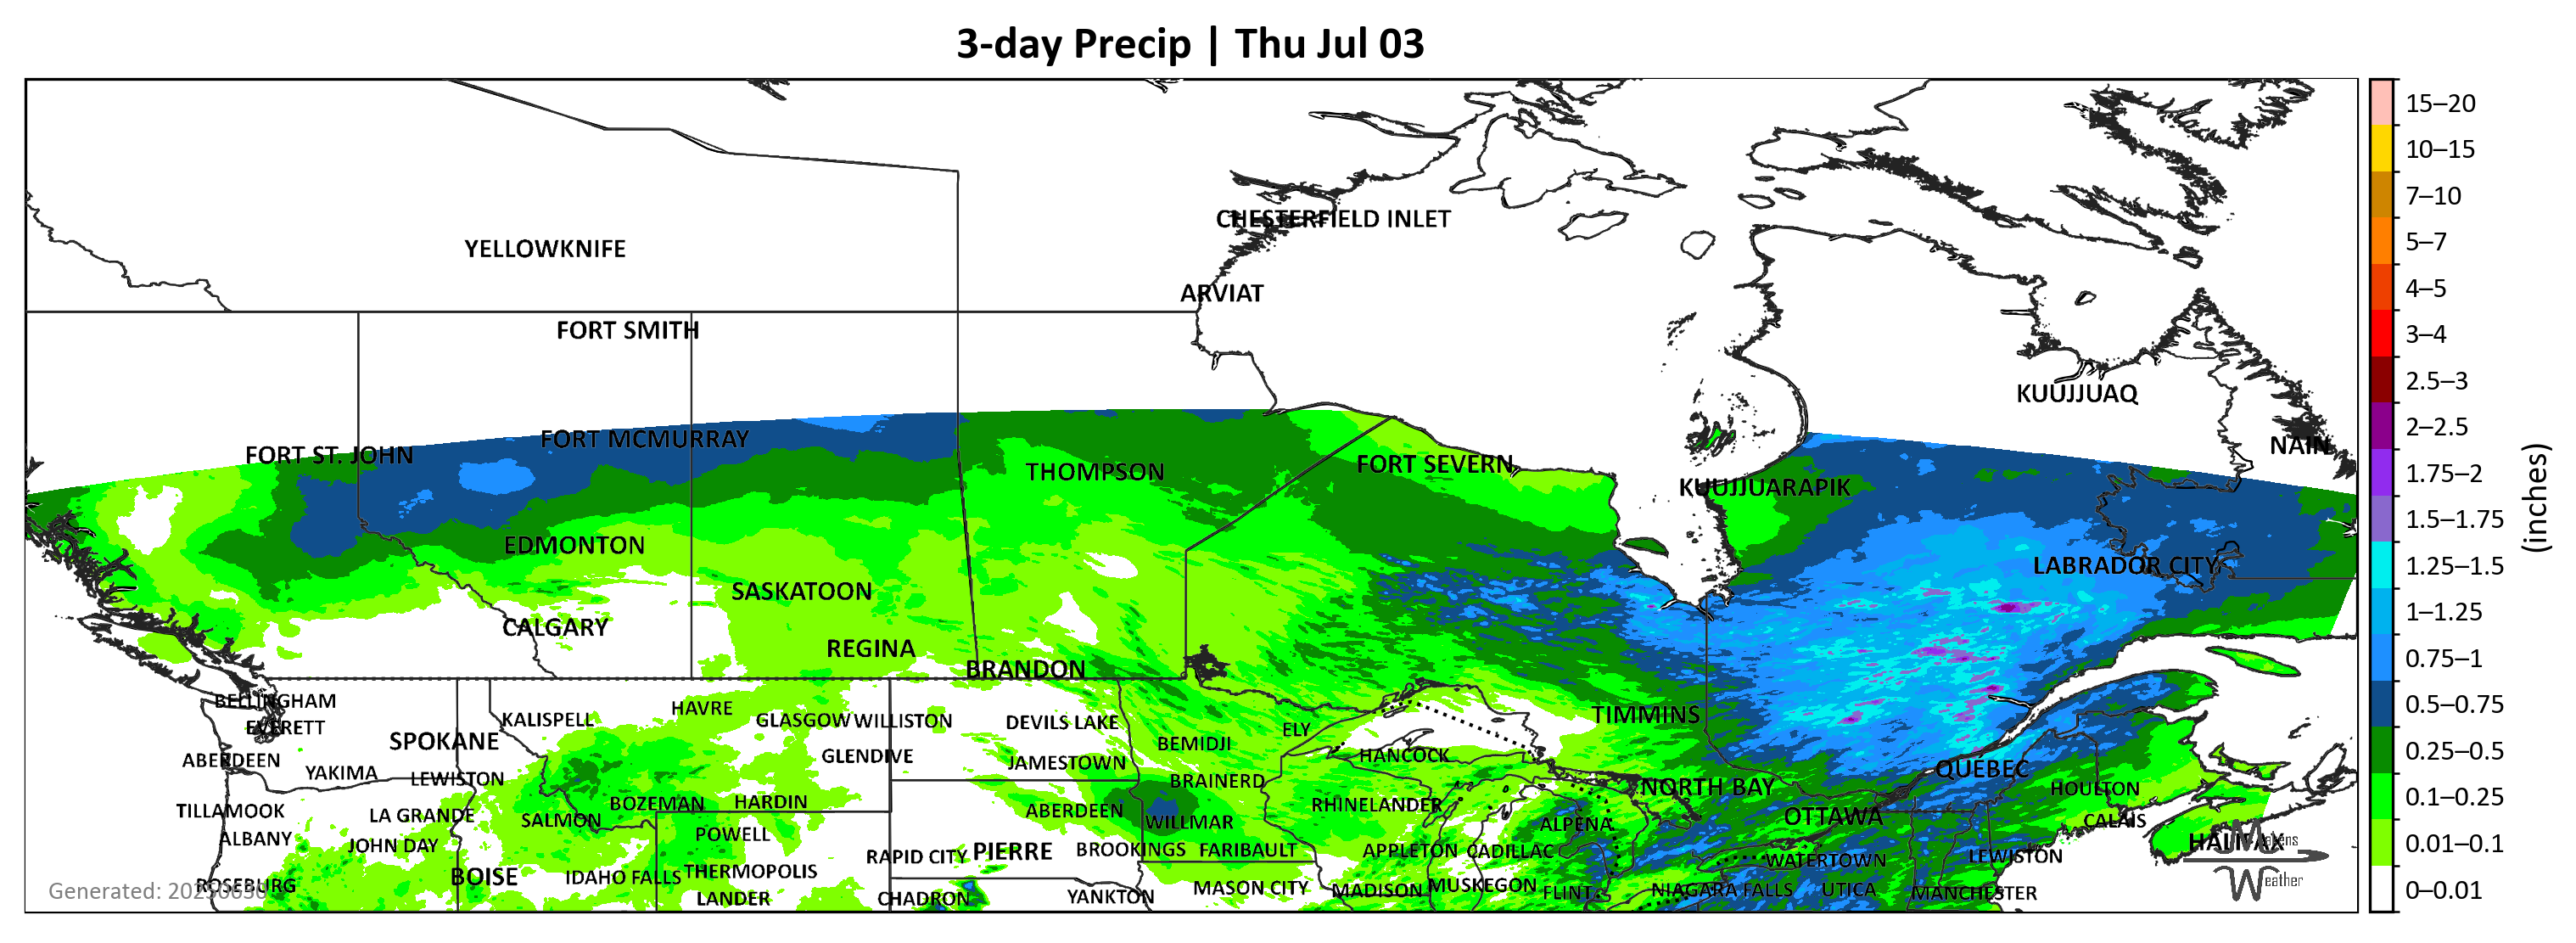 3-day Precip | Thu Jul 03
CHESTERFIELD INLET
YELLOWKNIFE
ARVIAT
FORT SMITH
KUUJJUAQ
FORT MCMURRAY
NAIN
FORT ST. JOHN
THOMPSON
FORT SEVERN
KUUJJUARAPIK
EDMONTON
LABRADOR CITY
SASKATOON
CALGARY
REGINA
BRANDON
BELLINGHAM
HAVRE
KALISPELL
GLASGOW
WILLISTON
DEVILS LAKE
TIMMINS
EVERETT
ELY
SPOKANE
BEMIDJI
ABERDEEN
GLENDIVE
JAMESTOWN
HANCOCK
QUÉBEC
YAKIMA
LEWISTON
BRAINERD
NORTH BAY
HOULTON
TILLAMOOK
LA GRANDE
BOZEMAN
HARDIN
ABERDEEN
RHINELANDER
OTTAWA
SALMON
WILLMAR
ALPENA
CALAIS
ALBANY
JOHN DAY
POWELL
HALIFAX
RAPID CITY
PIERRE
BROOKINGS
FARIBAULT
APPLETON
CADILLAC
WATERTOWN
LEWISTON
BOISE
IDAHO FALLS
THERMOPOLIS
ROSEBURG
MASON CITY
MADISON
MUSKEGON
FLINT
NIAGARA FALLS
UTICA
MANCHESTER
LANDER
CHADRON
YANKTON
Weather
15–20
10–15
7–10
5–7
4–5
3–4
2.5–3
2–2.5
1.75–2
1.5–1.75
1.25–1.5
1–1.25
0.75–1
0.5–0.75
0.25–0.5
0.1–0.25
0.01–0.1
0–0.01
(inches)
Generated: 20250630